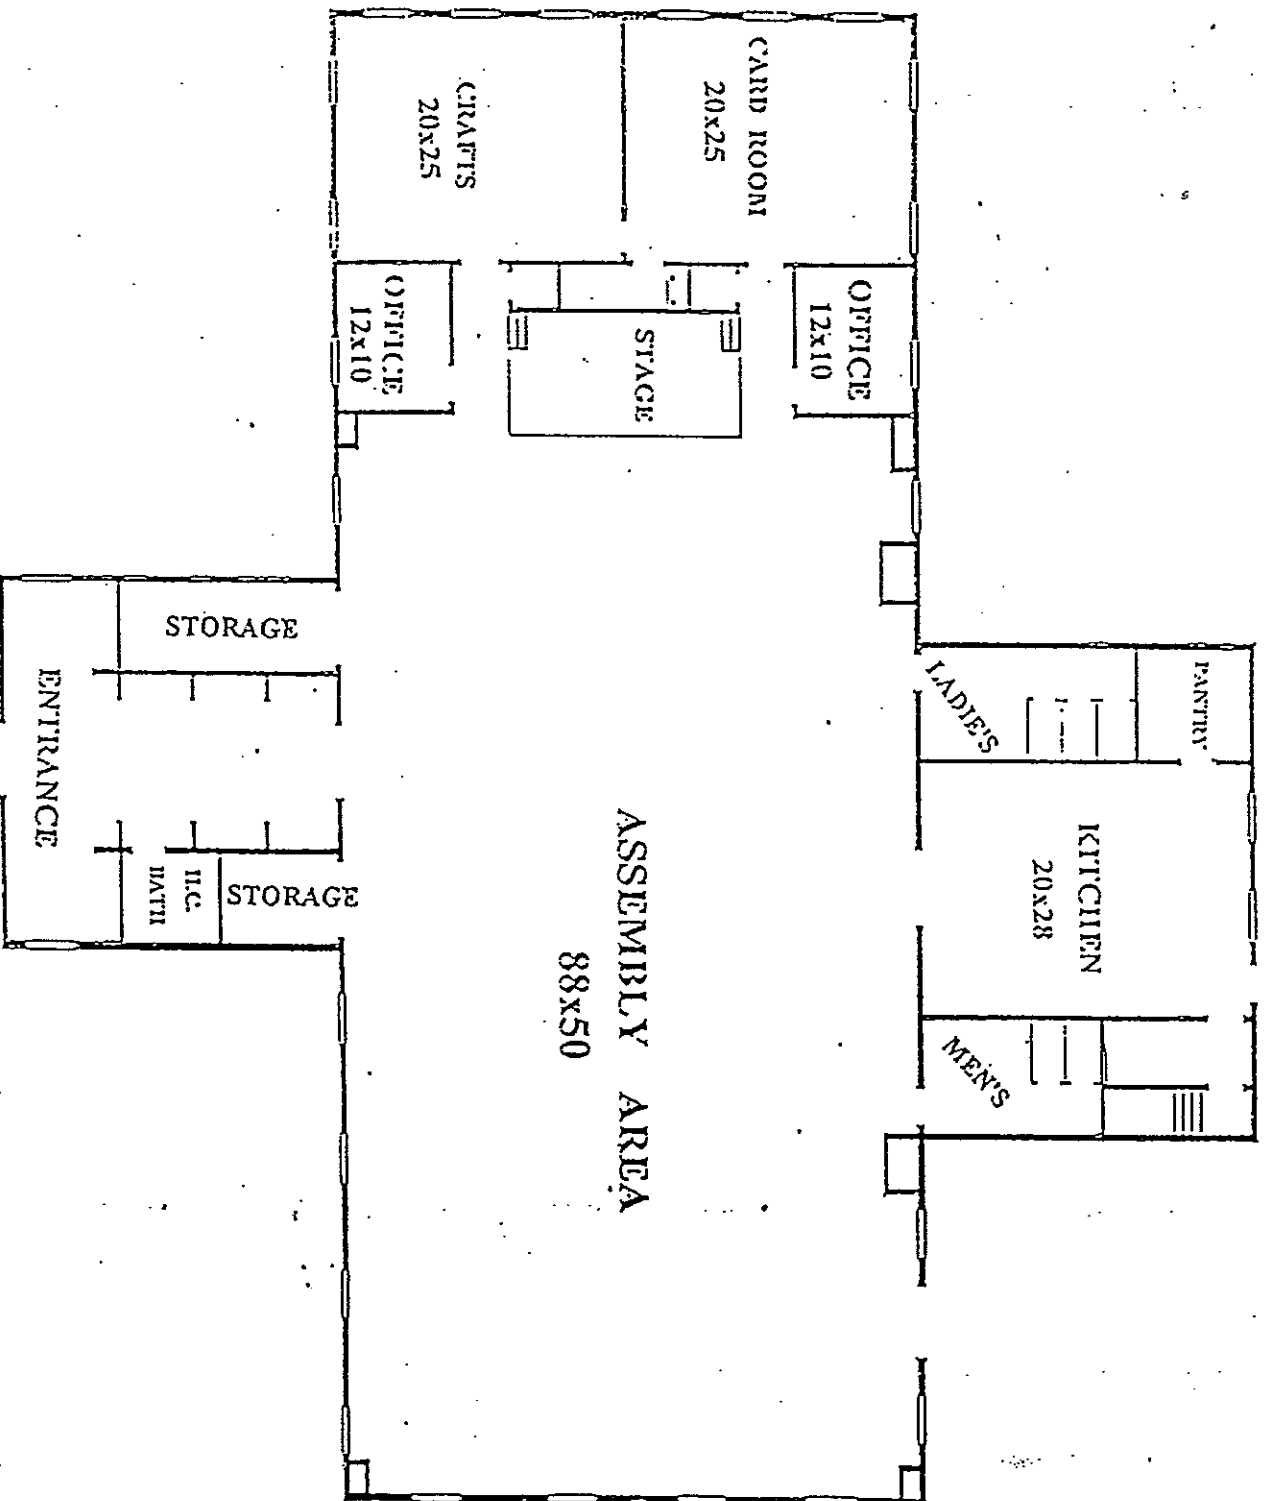 CARD ROOM
20x25
CRAFTS
20x25
OFFICE
12x10
OFFICE
12x10
STAGE
STORAGE
ENTRANCE
H.C.
BATH
STORAGE
LADIE'S
PANTRY
KITCHEN
20x28
MEN'S
ASSEMBLY AREA
88x50